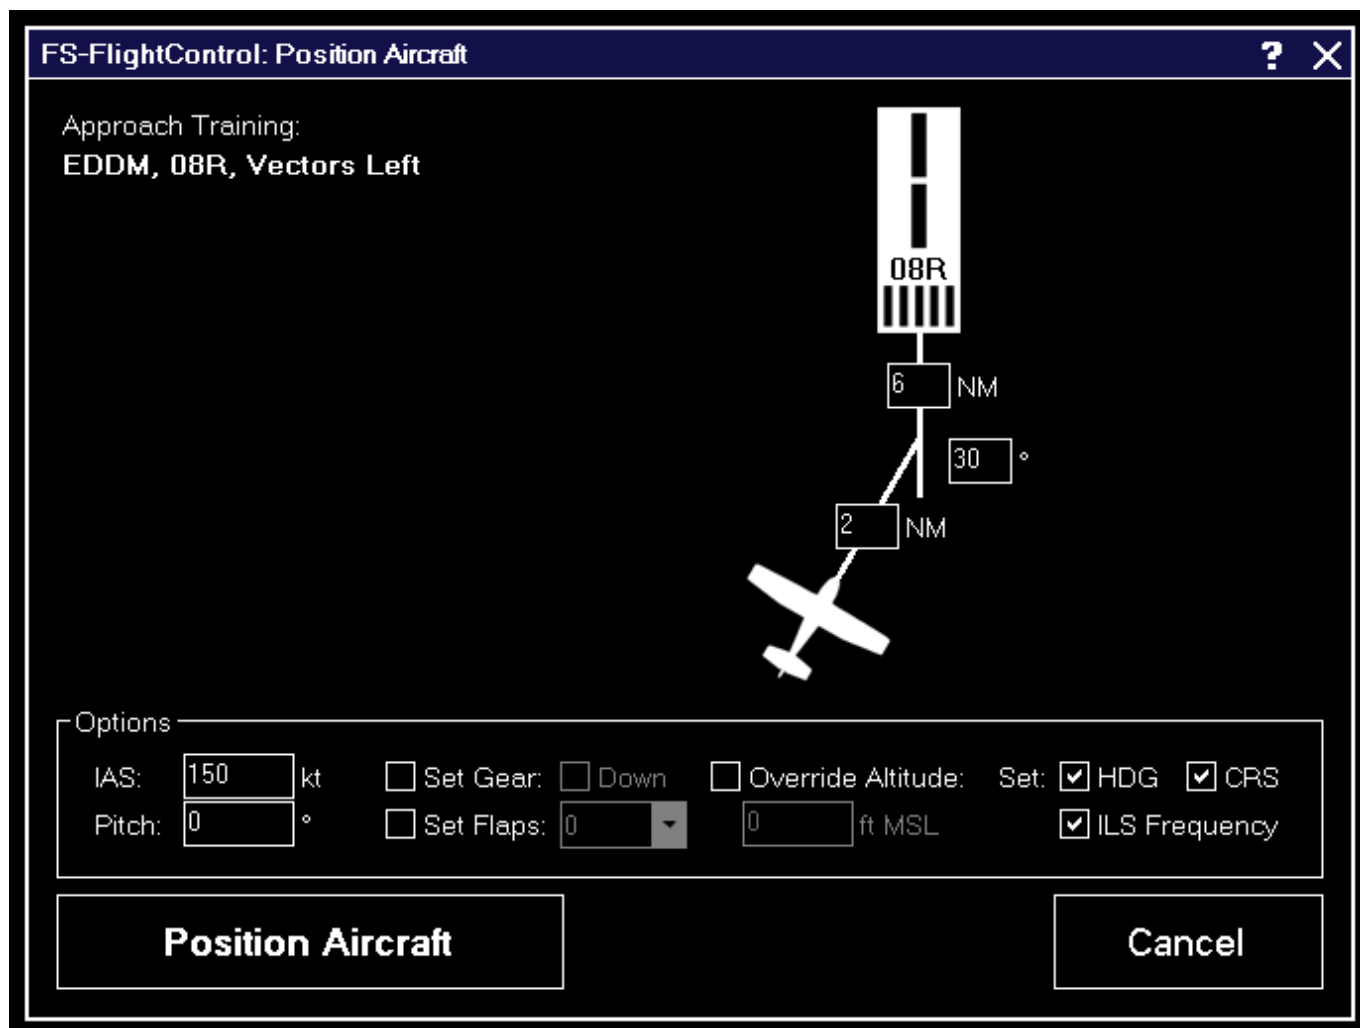 FS-FlightControl: Position Aircraft ?
Approach Training:
EDDM, 08R, Vectors Left
08R
6 NM
30 °
2 NM
Options
IAS: 150 kt Set Gear: Down Override Altitude: Set: HDG CRS
Pitch: 0 ° Set Flaps: 0 0 ft MSL ILS Frequency
Position Aircraft Cancel